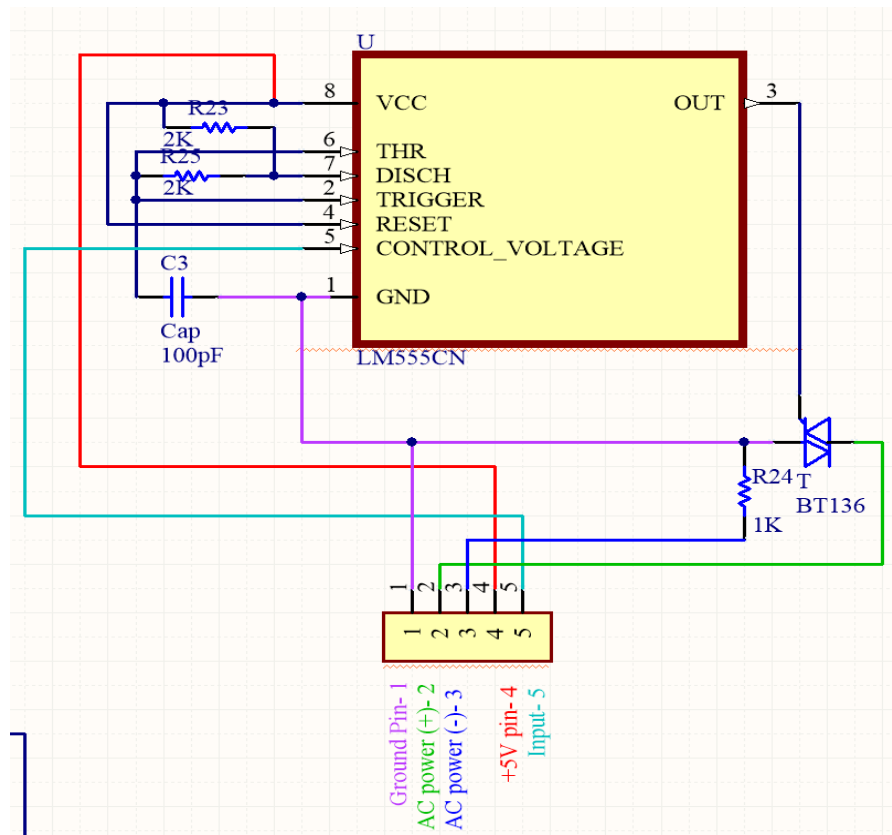 U
8 VCC OUT 3
R23
2K
6 THR
R25
7 DISCH
2K
2 TRIGGER
4 RESET
5 CONTROL_VOLTAGE
C3
1 GND
Cap
100pF
LM555CN
R24 T
BT136
1K
1 2 3 4 5
1 2 3 4 5
Ground Pin- 1
AC power (+)- 2
AC power (-)- 3
+5V pin- 4
Input- 5